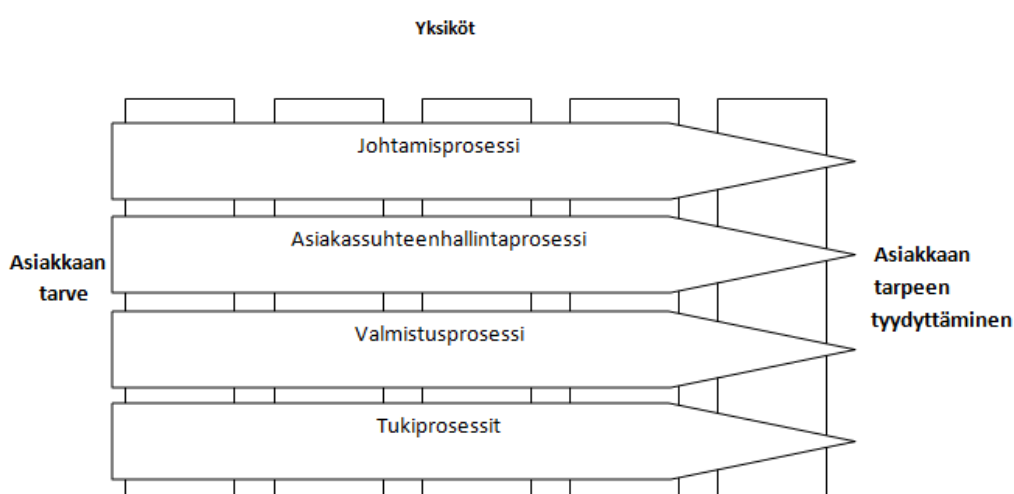 Yksiköt
Johtamisprosessi
Asiakassuhteenhallintaprosessi
Asiakkaan
tarve
Asiakkaan
tarpeen
tyydyttäminen
Valmistusprosessi
Tukiprosessit